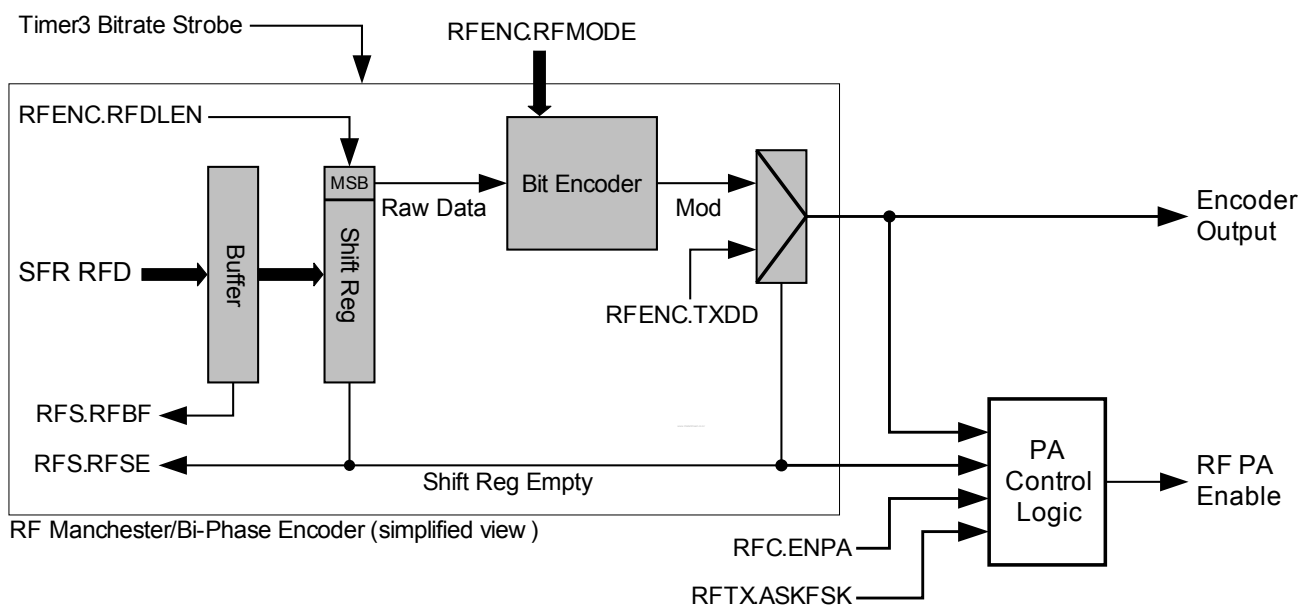 Timer3 Bitrate Strobe
RFENC.RFMODE
RFENC.RFDLEN
MSB
Raw Data
Bit Encoder
Mod
Encoder
Output
Buffer
Shift Reg
SFR RFD
RFENC.TXDD
RFS.RFBF
RFS.RFSE
Shift Reg Empty
PA
Control
Logic
RF PA
Enable
RF Manchester/Bi-Phase Encoder (simplified view )
RFC.ENPA
RFTX.ASKFSK